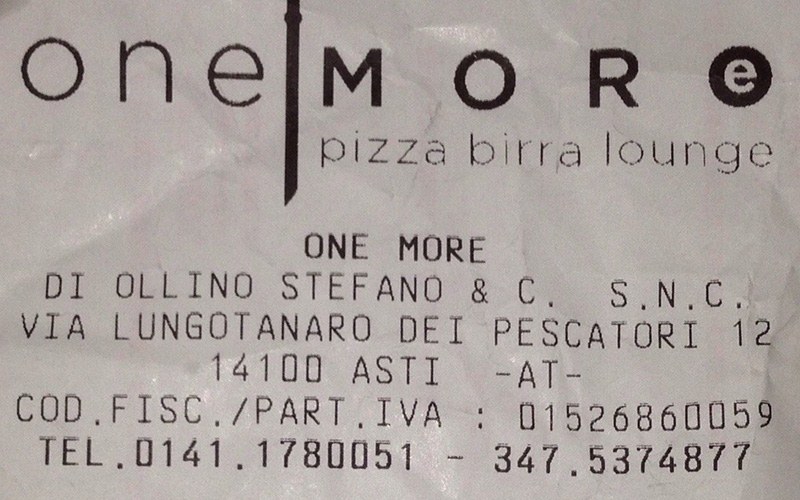 one MORe
pizza birra lounge
ONE MORE
DI OLLINO STEFANO & C. S.N.C.
VIA LUNGOTANARO DEI PESCATORI 12
14100 ASTI -AT-
COD.FISC./PART.IVA : 01526860059
TEL.0141.1780051 - 347.5374877